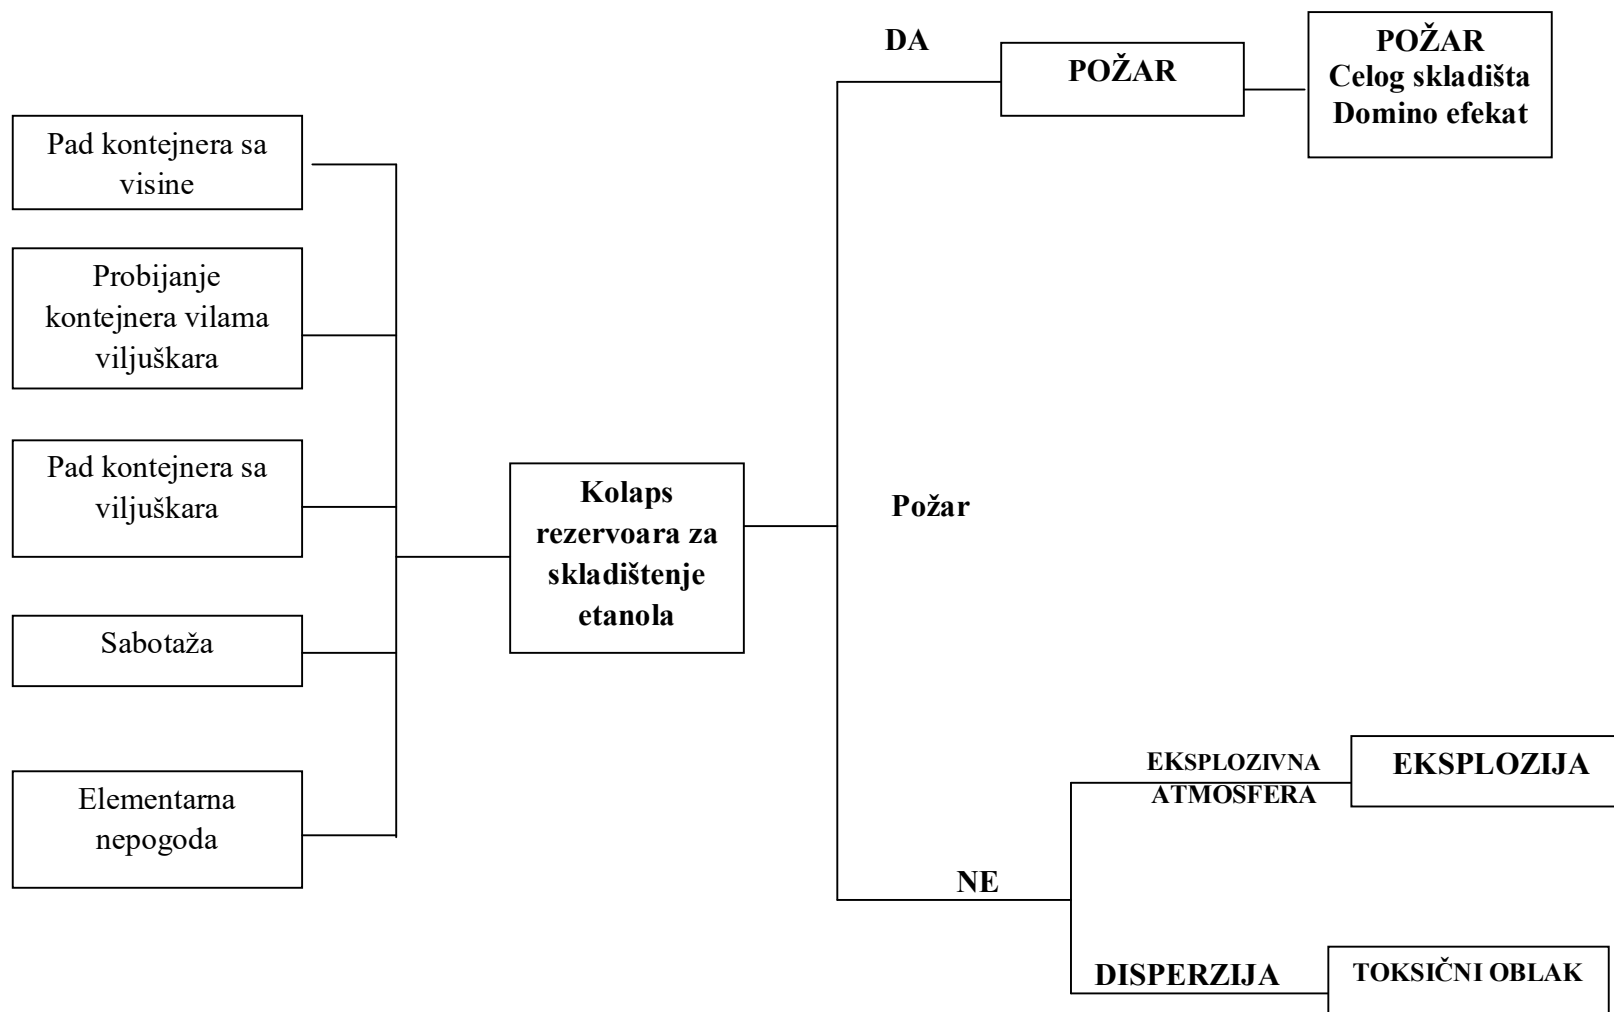 Pad kontejnera sa
visine
Probijanje
kontejnera vilama
viljuškara
Pad kontejnera sa
viljuškara
Sabotaža
Elementarna
nepogoda
Kolaps
rezervoara za
skladištenje
etanola
Požar
DA
POŽAR
POŽAR
Celog skladišta
Domino efekat
NE
EKSPLOZIVNA
ATMOSFERA
EKSPLOZIJA
DISPERZIJA
TOKSIČNI OBLAK